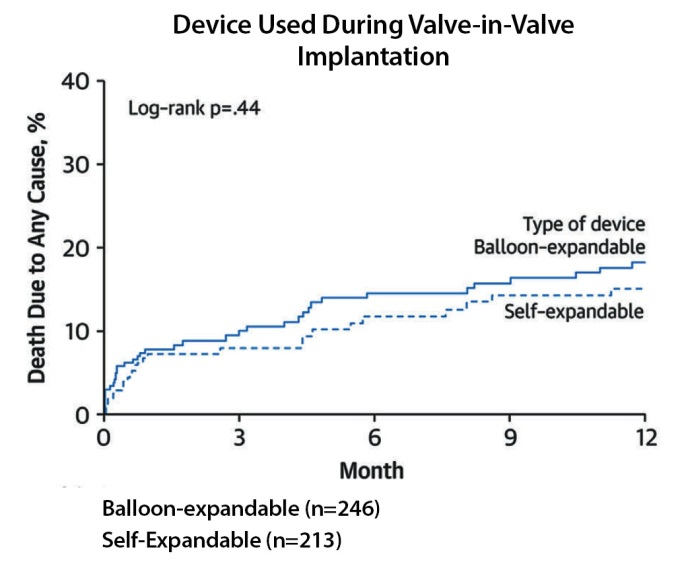 Device Used During Valve-in-Valve
Implantation
Death Due to Any Cause, %
40
30
20
10
0
Log-rank p=.44
Type of device
Balloon-expandable
Self-expandable
0 3 6 9 12
Month
Balloon-expandable (n=246)
Self-Expandable (n=213)